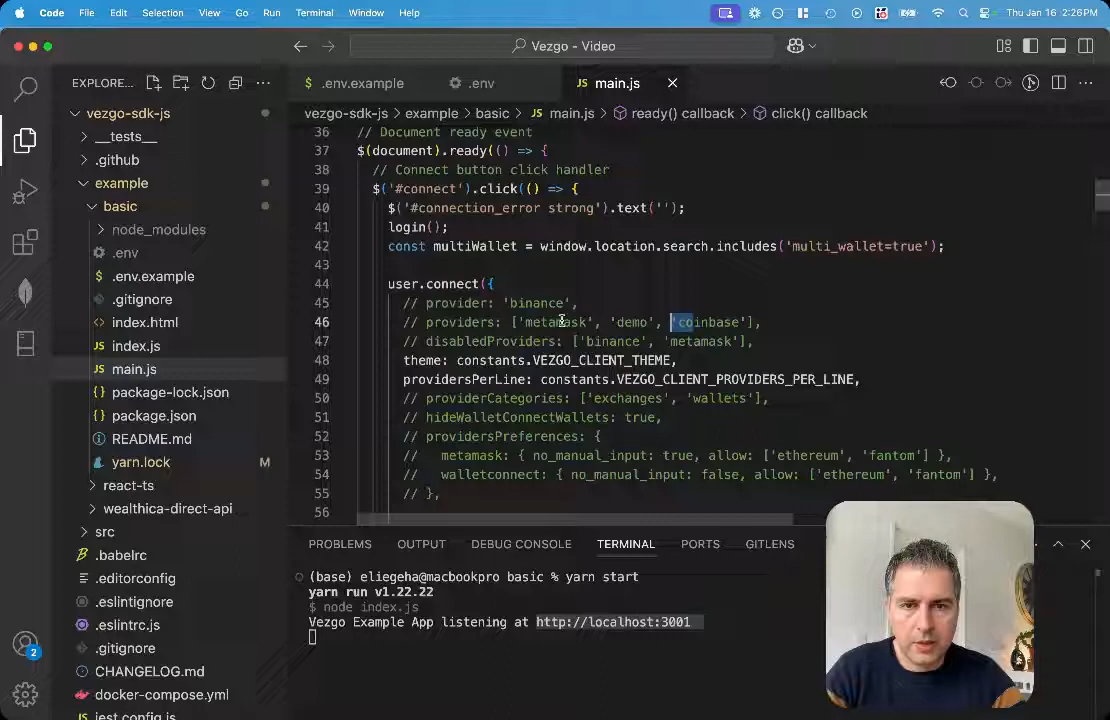 Code File Edit Selection View Go Run Terminal Window Help Thu Jan 16 2:26 PM
Vezgo - Video
EXPLORE...
$ .env.example
.env
JS main.js
vezgo-sdk-js > example > basic > JS main.js > ready() callback > click() callback
vezgo-sdk-js
__tests__
.github
example
basic
node_modules
.env
$ .env.example
.gitignore
<> index.html
JS index.js
JS main.js
{} package-lock.json
{} package.json
README.md
yarn.lock M
react-ts
wealthica-direct-api
src
.babelrc
.editorconfig
.eslintignore
.eslintrc.js
.gitignore
CHANGELOG.md
docker-compose.yml
jest.config.js
2
36 // Document ready event
37 $(document).ready(() => {
38 // Connect button click handler
39 $('#connect').click(() => {
40 $('#connection_error strong').text('');
41 login();
42 const multiWallet = window.location.search.includes('multi_wallet=true');
43
44 user.connect({
45 // provider: 'binance',
46 // providers: ['metamask', 'demo', 'coinbase'],
47 // disabledProviders: ['binance', 'metamask'],
48 theme: constants.VEZGO_CLIENT_THEME,
49 providersPerLine: constants.VEZGO_CLIENT_PROVIDERS_PER_LINE,
50 // providerCategories: ['exchanges', 'wallets'],
51 // hideWalletConnectWallets: true,
52 // providersPreferences: {
53 // metamask: { no_manual_input: true, allow: ['ethereum', 'fantom'] },
54 // walletconnect: { no_manual_input: false, allow: ['ethereum', 'fantom'] },
55 // },
56
PROBLEMS OUTPUT DEBUG CONSOLE TERMINAL PORTS GITLENS
(base) eliegeha@macbookpro basic % yarn start
yarn run v1.22.22
$ node index.js
Vezgo Example App listening at http://localhost:3001